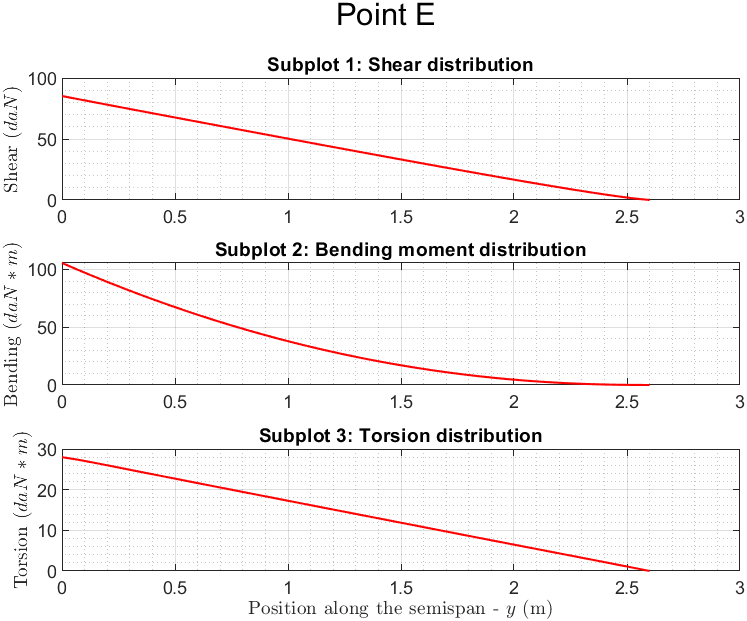 Point E
Subplot 1: Shear distribution
Shear (daN)
100
50
0
0 0.5 1 1.5 2 2.5 3
Subplot 2: Bending moment distribution
Bending (daN * m)
100
50
0
0 0.5 1 1.5 2 2.5 3
Subplot 3: Torsion distribution
Torsion (daN * m)
30
20
10
0
0 0.5 1 1.5 2 2.5 3
Position along the semispan - y (m)